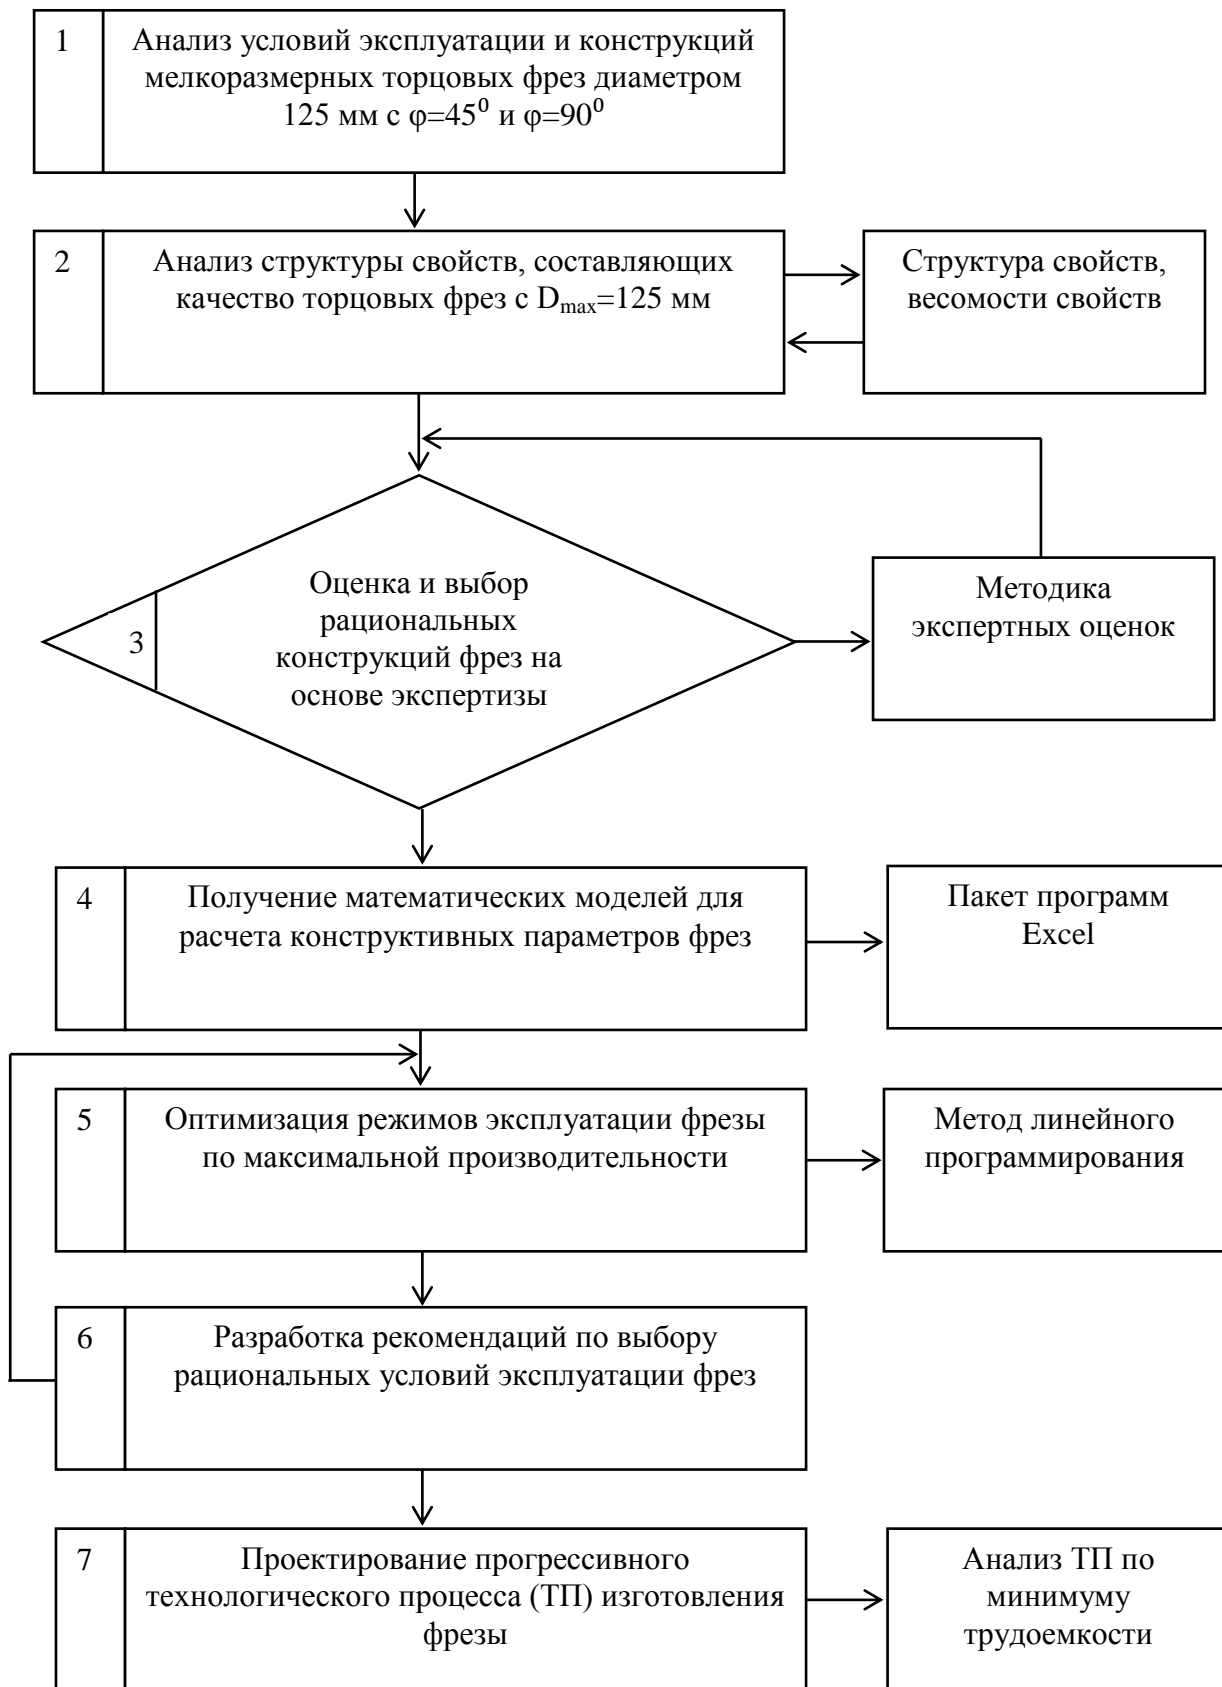 1
Анализ условий эксплуатации и конструкций
мелкоразмерных торцовых фрез диаметром
125 мм с φ=45⁰ и φ=90⁰
2
Анализ структуры свойств, составляющих
качество торцовых фрез с Dmax=125 мм
Структура свойств,
весомости свойств
3
Оценка и выбор
рациональных
конструкций фрез на
основе экспертизы
Методика
экспертных оценок
4
Получение математических моделей для
расчета конструктивных параметров фрез
Пакет программ
Excel
5
Оптимизация режимов эксплуатации фрезы
по максимальной производительности
Метод линейного
программирования
6
Разработка рекомендаций по выбору
рациональных условий эксплуатации фрез
7
Проектирование прогрессивного
технологического процесса (ТП) изготовления
фрезы
Анализ ТП по
минимуму
трудоемкости